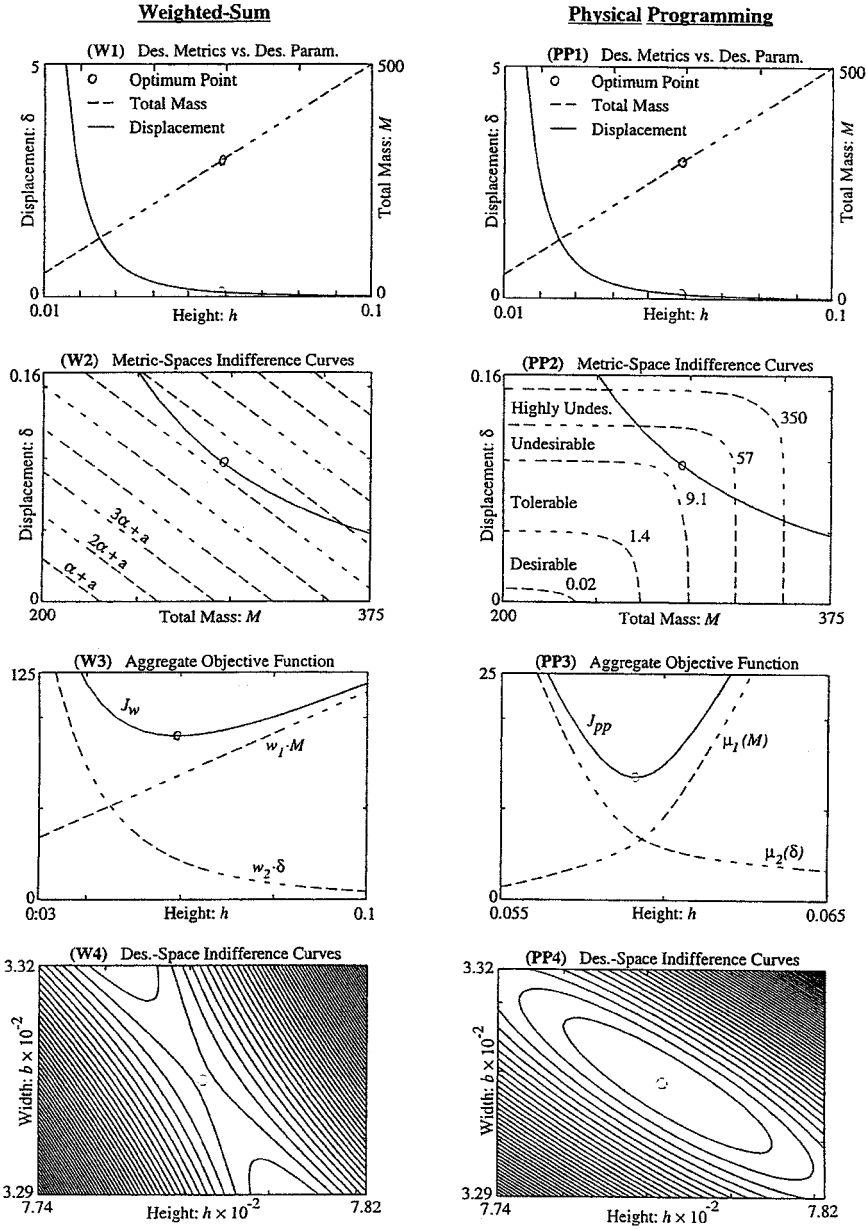 Weighted-Sum
Physical Programming
(W1) Des. Metrics vs. Des. Param.
5
500
Optimum Point
Total Mass
Displacement
Displacement: δ
Total Mass: M
0
0
0.01
Height: h
0.1
(PP1) Des. Metrics vs. Des. Param.
5
500
Optimum Point
Total Mass
Displacement
Displacement: δ
Total Mass: M
0
0
0.01
Height: h
0.1
(W2) Metric-Spaces Indifference Curves
0.16
Displacement: δ
3α+a
2α+a
α+a
0
200
Total Mass: M
375
(PP2) Metric-Space Indifference Curves
0.16
Displacement: δ
Highly Undes.
350
Undesirable
57
Tolerable
9.1
1.4
Desirable
0.02
0
200
Total Mass: M
375
(W3) Aggregate Objective Function
125
Jw
w1·M
w2·δ
0
0:03
Height: h
0.1
(PP3) Aggregate Objective Function
25
Jpp
μ1(M)
μ2(δ)
0
0.055
Height: h
0.065
(W4) Des.-Space Indifference Curves
3.32
Width: b × 10-2
3.29
7.74
Height: h × 10-2
7.82
(PP4) Des.-Space Indifference Curves
3.32
Width: b × 10-2
3.29
7.74
Height: h × 10-2
7.82